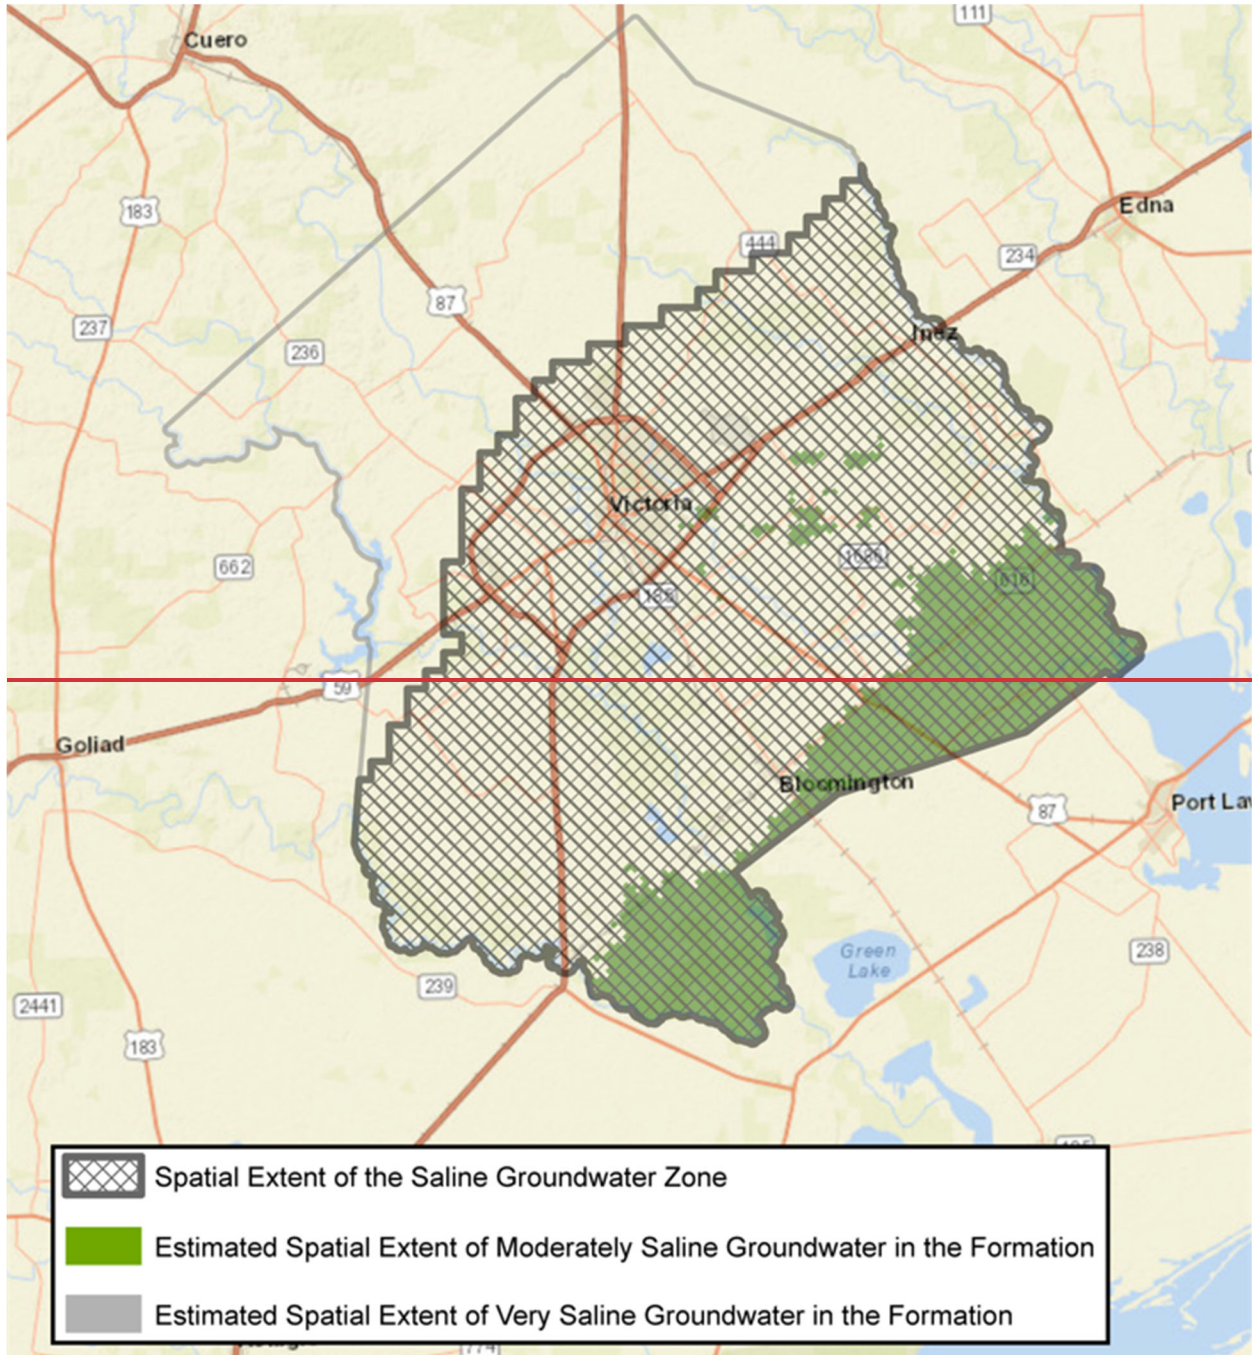 111
Cuero
183
Edna
444
234
87
Inez
237
236
Victoria
1686
662
616
185
59
Goliad
Bloomington
87
Port Lav
Green
Lake
238
239
2441
183
Spatial Extent of the Saline Groundwater Zone
Estimated Spatial Extent of Moderately Saline Groundwater in the Formation
Estimated Spatial Extent of Very Saline Groundwater in the Formation
774